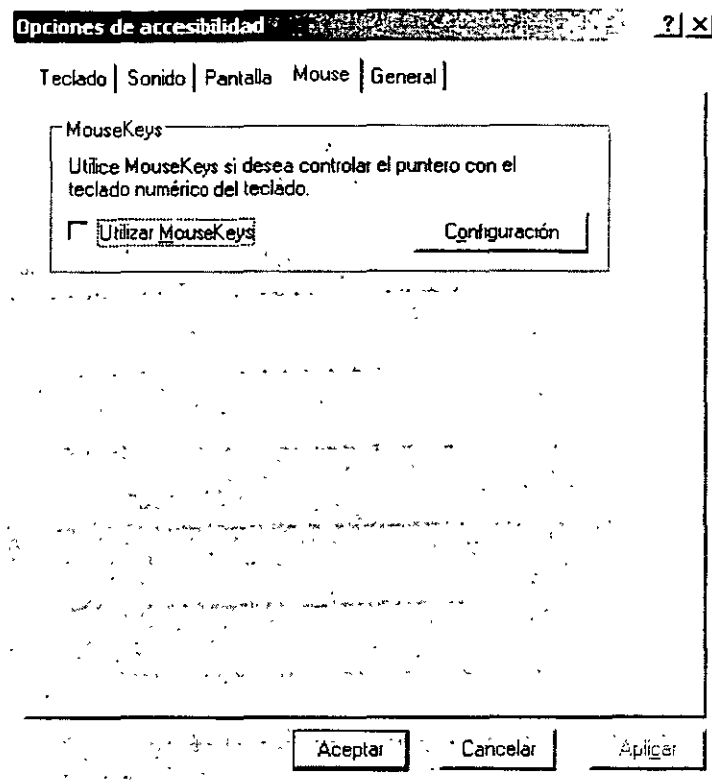 Opciones de accesibilidad ? ×
Teclado Sonido Pantalla Mouse General
MouseKeys
Utilice MouseKeys si desea controlar el puntero con el
teclado numérico del teclado.
Utilizar MouseKeys Configuración
Aceptar Cancelar Aplicar